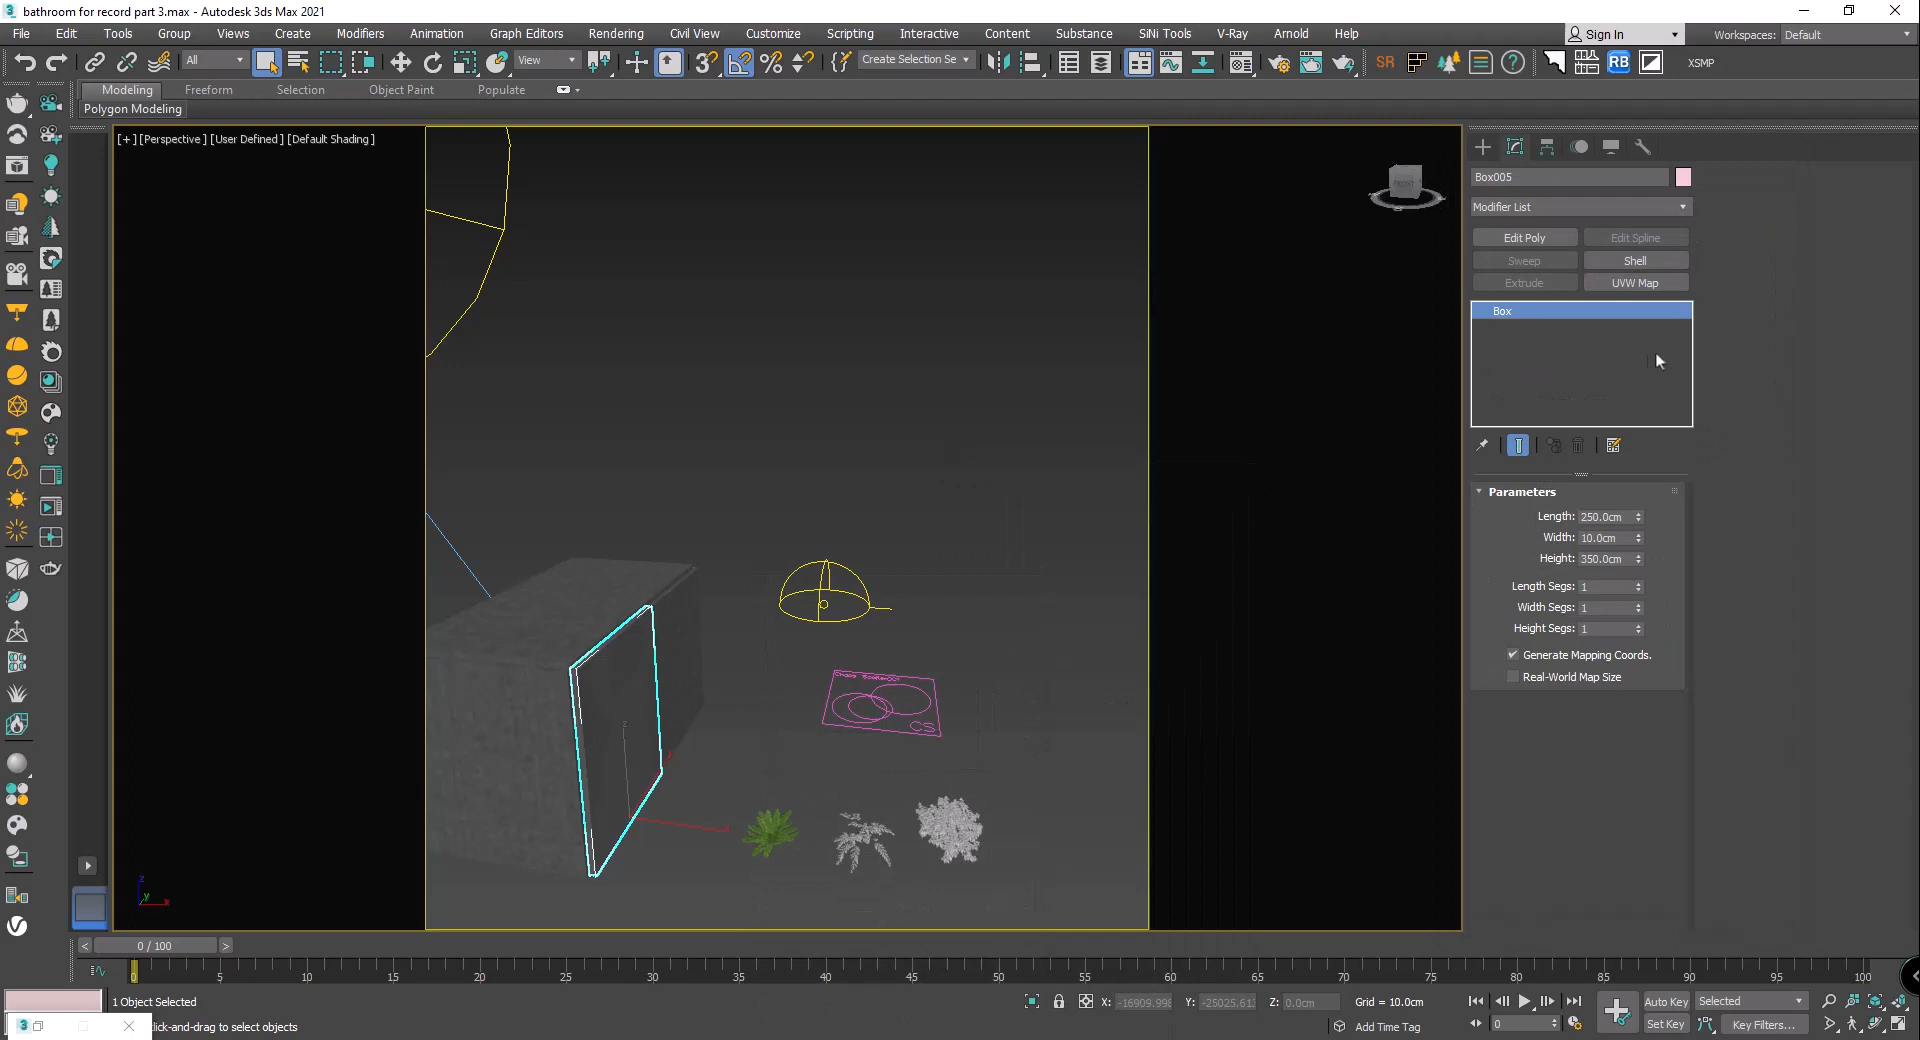 bathroom for record part 3.max - Autodesk 3ds Max 2021
File Edit Tools Group Views Create Modifiers Animation Graph Editors Rendering Civil View Customize Scripting Interactive Content Substance SiNi Tools V-Ray Arnold Help Sign In Workspaces: Default
All View Create Selection Se SR RB XSMP
Modeling Freeform Selection Object Paint Populate
Polygon Modeling
[+] [Perspective ] [User Defined ] [Default Shading ]
FRONT
Box005
Modifier List
Edit Poly Edit Spline
Sweep Shell
Extrude UVW Map
Box
Parameters
Length: 250.0cm
Width: 10.0cm
Height: 350.0cm
Length Segs: 1
Width Segs: 1
Height Segs: 1
Generate Mapping Coords.
Real-World Map Size
CS
z
z
y
x
< 0 / 100 >
0 5 10 15 20 25 30 35 40 45 50 55 60 65 70 75 80 85 90 95 100
1 Object Selected X: -16909.998 Y: -25025.613 Z: 0.0cm Grid = 10.0cm Auto Key Selected
click-and-drag to select objects Add Time Tag 0 Set Key Key Filters...